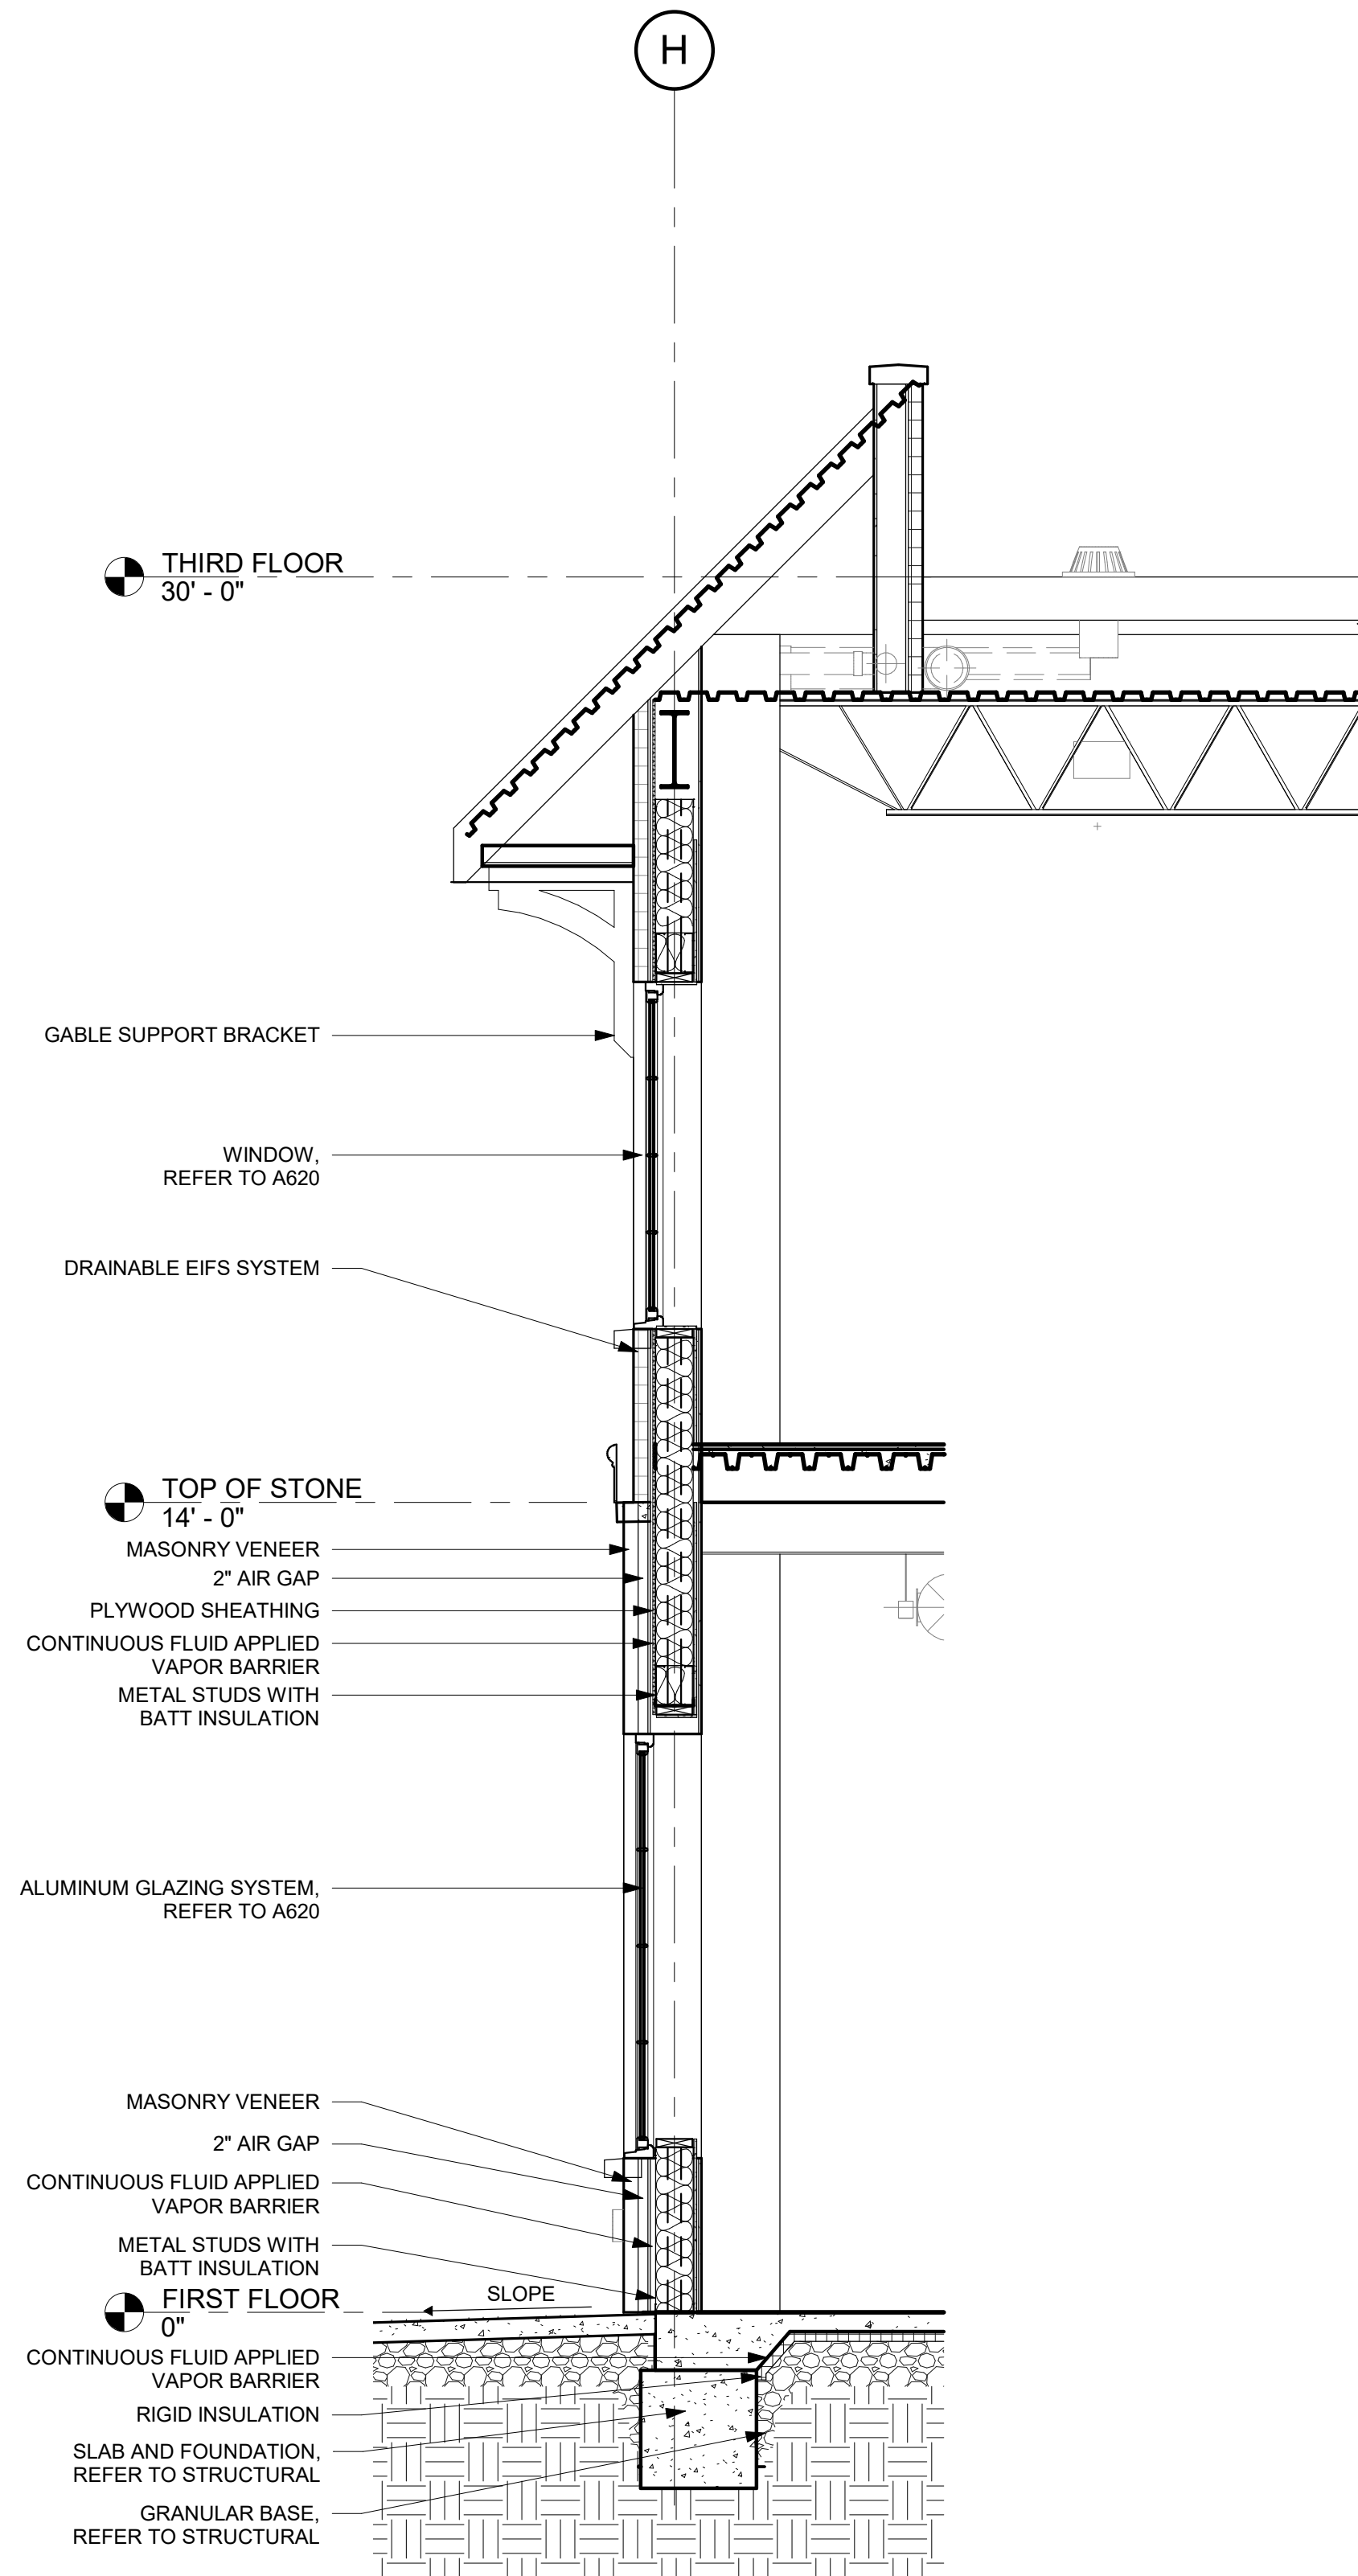 H
THIRD FLOOR
30' - 0"
GABLE SUPPORT BRACKET
WINDOW,
REFER TO A620
DRAINABLE EIFS SYSTEM
TOP OF STONE
14' - 0"
MASONRY VENEER
2" AIR GAP
PLYWOOD SHEATHING
CONTINUOUS FLUID APPLIED
VAPOR BARRIER
METAL STUDS WITH
BATT INSULATION
ALUMINUM GLAZING SYSTEM,
REFER TO A620
MASONRY VENEER
2" AIR GAP
CONTINUOUS FLUID APPLIED
VAPOR BARRIER
METAL STUDS WITH
BATT INSULATION
FIRST FLOOR
0"
SLOPE
CONTINUOUS FLUID APPLIED
VAPOR BARRIER
RIGID INSULATION
SLAB AND FOUNDATION,
REFER TO STRUCTURAL
GRANULAR BASE,
REFER TO STRUCTURAL